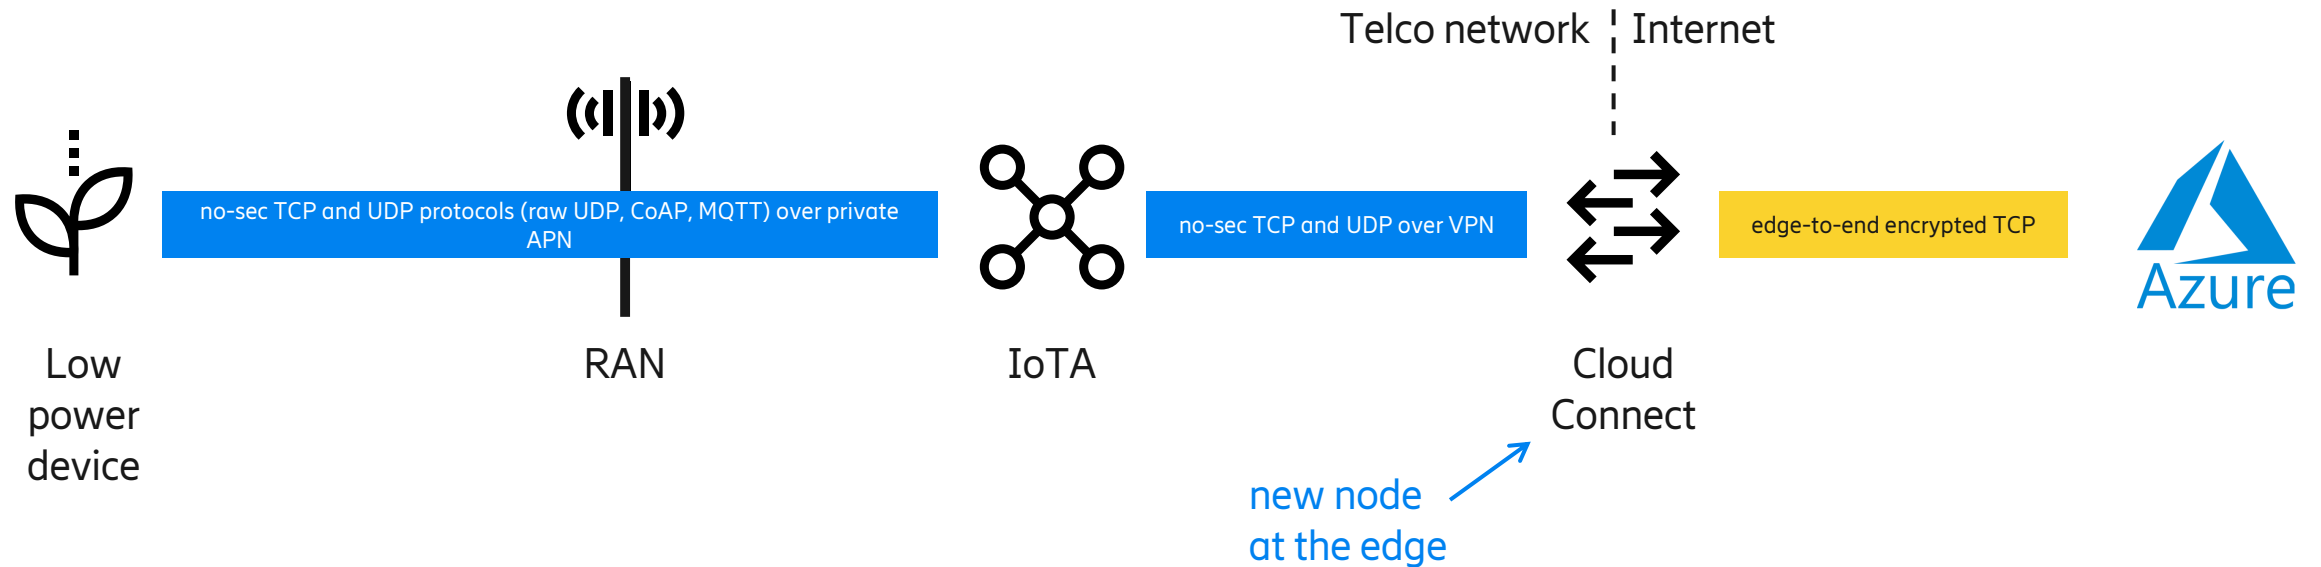 Telco network
Internet
no-sec TCP and UDP protocols (raw UDP, CoAP, MQTT) over private
APN
no-sec TCP and UDP over VPN
edge-to-end encrypted TCP
Azure
Low
power
device
RAN
IoTA
Cloud
Connect
new node
at the edge